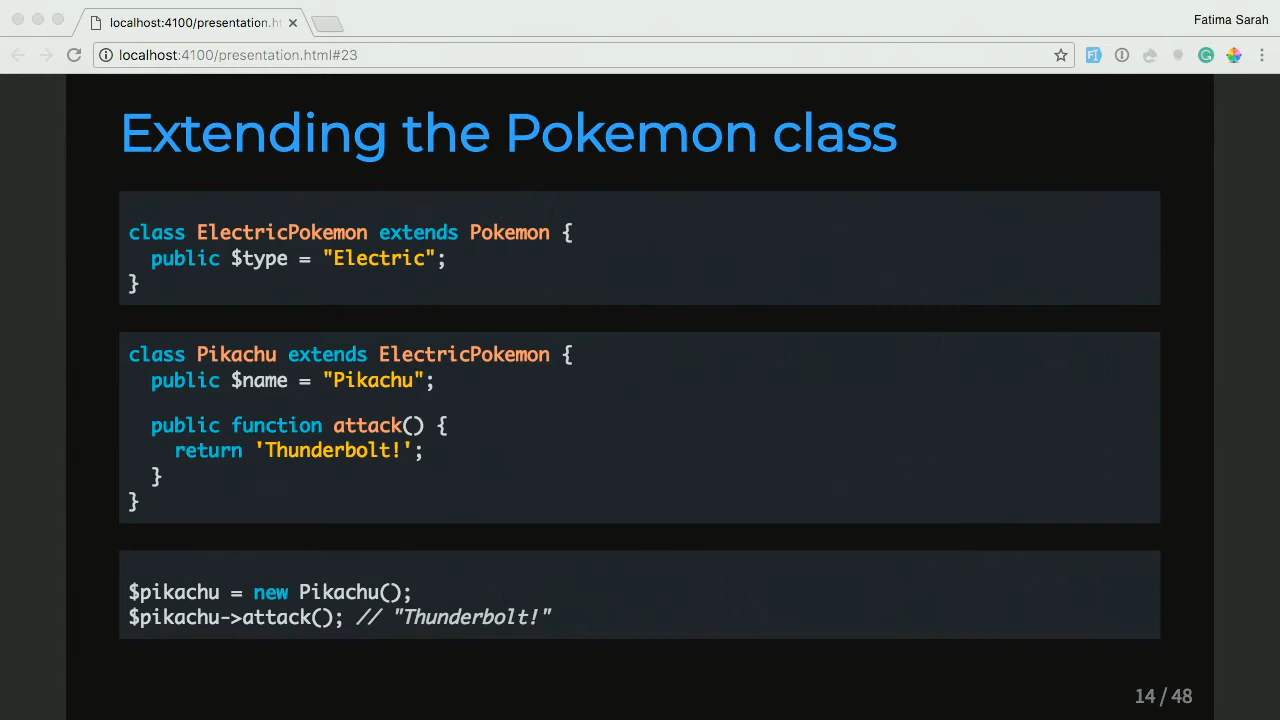 localhost:4100/presentation.h
Fatima Sarah
localhost:4100/presentation.html#23
Extending the Pokemon class
class ElectricPokemon extends Pokemon {
public $type = "Electric";
}
class Pikachu extends ElectricPokemon {
public $name = "Pikachu";
public function attack() {
return 'Thunderbolt!';
}
}
$pikachu = new Pikachu();
$pikachu->attack(); // "Thunderbolt!"
14 / 48